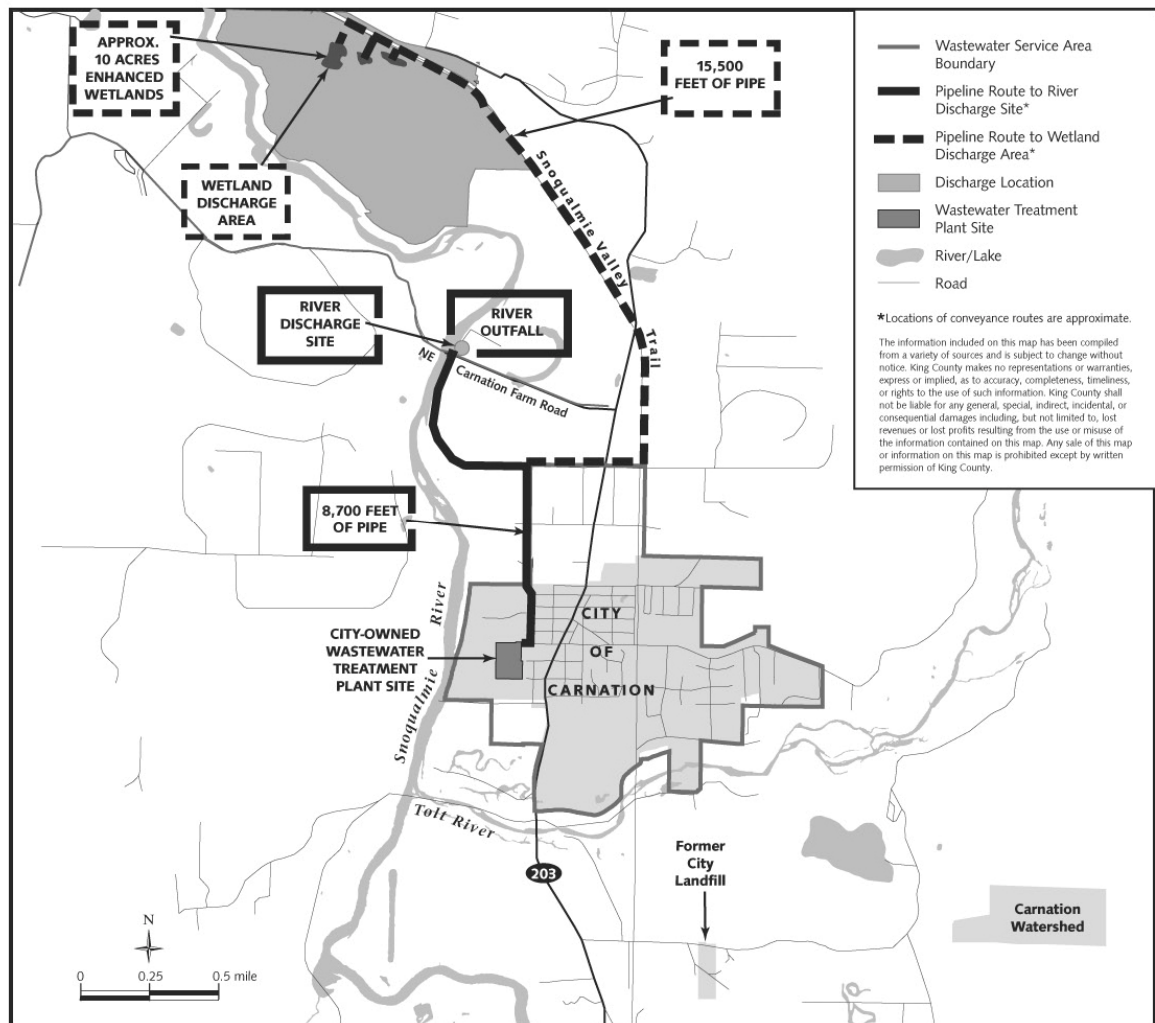 APPROX.
10 ACRES
ENHANCED
WETLANDS
WETLAND
DISCHARGE
AREA
15,500
FEET OF PIPE
Snoqualmie Valley
Trail
RIVER
DISCHARGE
SITE
RIVER
OUTFALL
NE
Carnation Farm Road
8,700 FEET
OF PIPE
CITY-OWNED
WASTEWATER
TREATMENT
PLANT SITE
Snoqualmie River
CITY
OF
CARNATION
Tolt River
203
Former
City
Landfill
Carnation
Watershed
N
0 0.25 0.5 mile
Wastewater Service Area
Boundary
Pipeline Route to River
Discharge Site*
Pipeline Route to Wetland
Discharge Area*
Discharge Location
Wastewater Treatment
Plant Site
River/Lake
Road
*Locations of conveyance routes are approximate.
The information included on this map has been compiled
from a variety of sources and is subject to change without
notice. King County makes no representations or warranties,
express or implied, as to accuracy, completeness, timeliness,
or rights to the use of such information. King County shall
not be liable for any general, special, indirect, incidental, or
consequential damages including, but not limited to, lost
revenues or lost profits resulting from the use or misuse of
the information contained on this map. Any sale of this map
or information on this map is prohibited except by written
permission of King County.